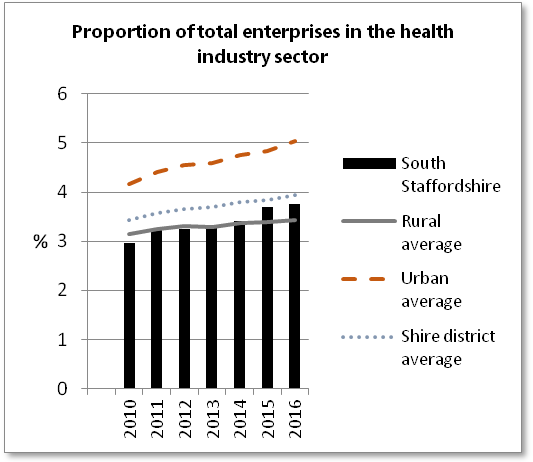 Proportion of total enterprises in the health
industry sector
6
5
4
3
2
1
0
%
2010
2011
2012
2013
2014
2015
2016
South
Staffordshire
Rural
average
Urban
average
Shire district
average